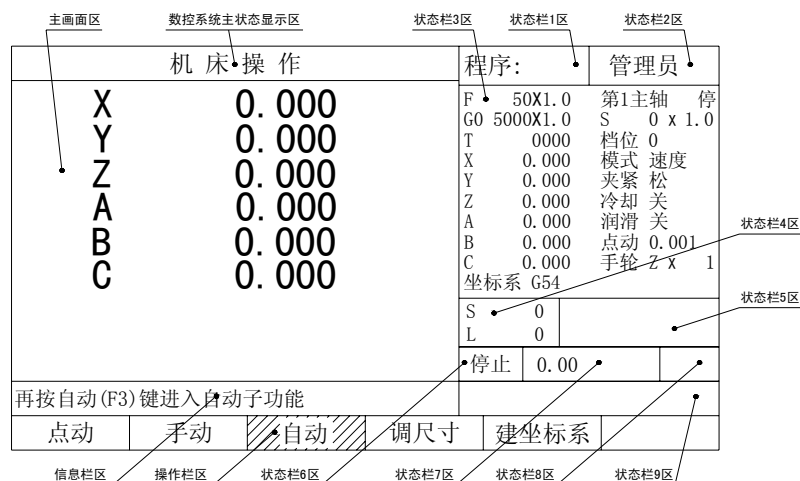 主画面区 数控系统主状态显示区 状态栏3区 状态栏1区 状态栏2区
机床操作 程序: 管理员
X 0.000
Y 0.000
Z 0.000
A 0.000
B 0.000
C 0.000
F 50X1.0 第1主轴 停
G0 5000X1.0 S 0 x 1.0
T 0000 档位 0
X 0.000 模式 速度
Y 0.000 夹紧 松
Z 0.000 冷却 关
A 0.000 润滑 关
B 0.000 点动 0.001
C 0.000 手轮 Z x 1
坐标系 G54
状态栏4区
S 0
L 0
状态栏5区
停止 0.00
再按自动(F3)键进入自动子功能
点动 手动 自动 调尺寸 建坐标系
信息栏区 操作栏区 状态栏6区 状态栏7区 状态栏8区 状态栏9区